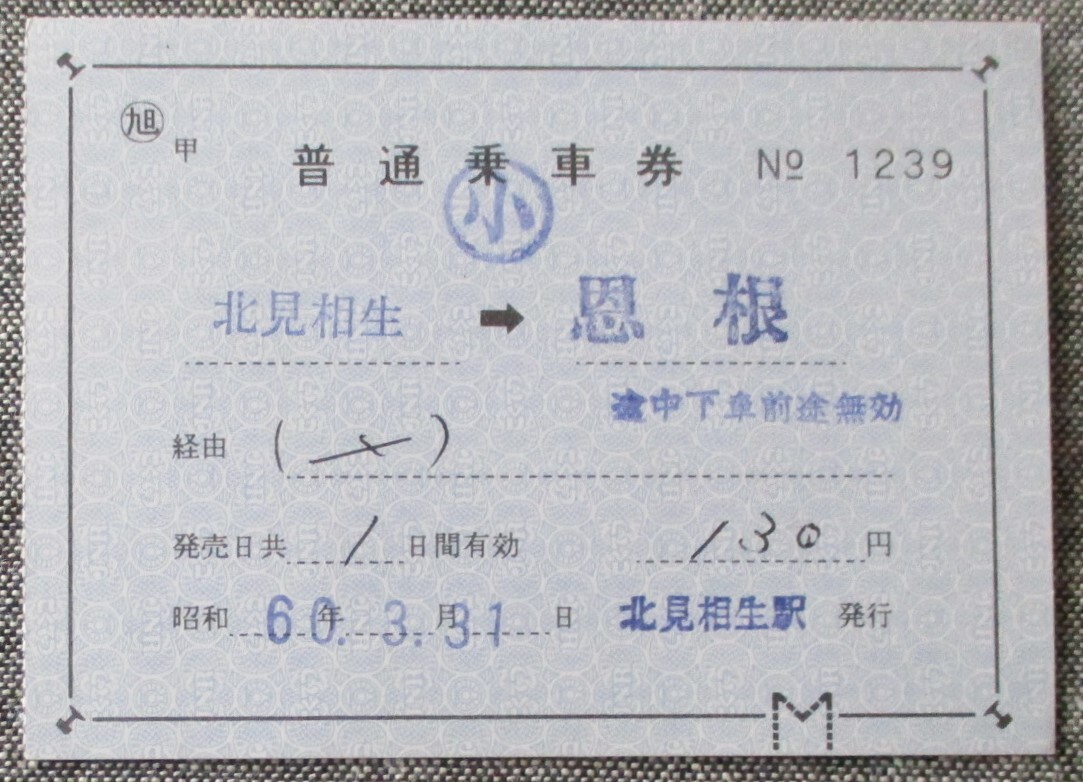 ㊞旭
甲
普通乗車券 № 1239
小
北見相生 ➡ 恩根
途中下車前途無効
経由 ( )
発売日共 1 日間有効 130 円
昭和 60.年 3.月 31 日 北見相生駅 発行